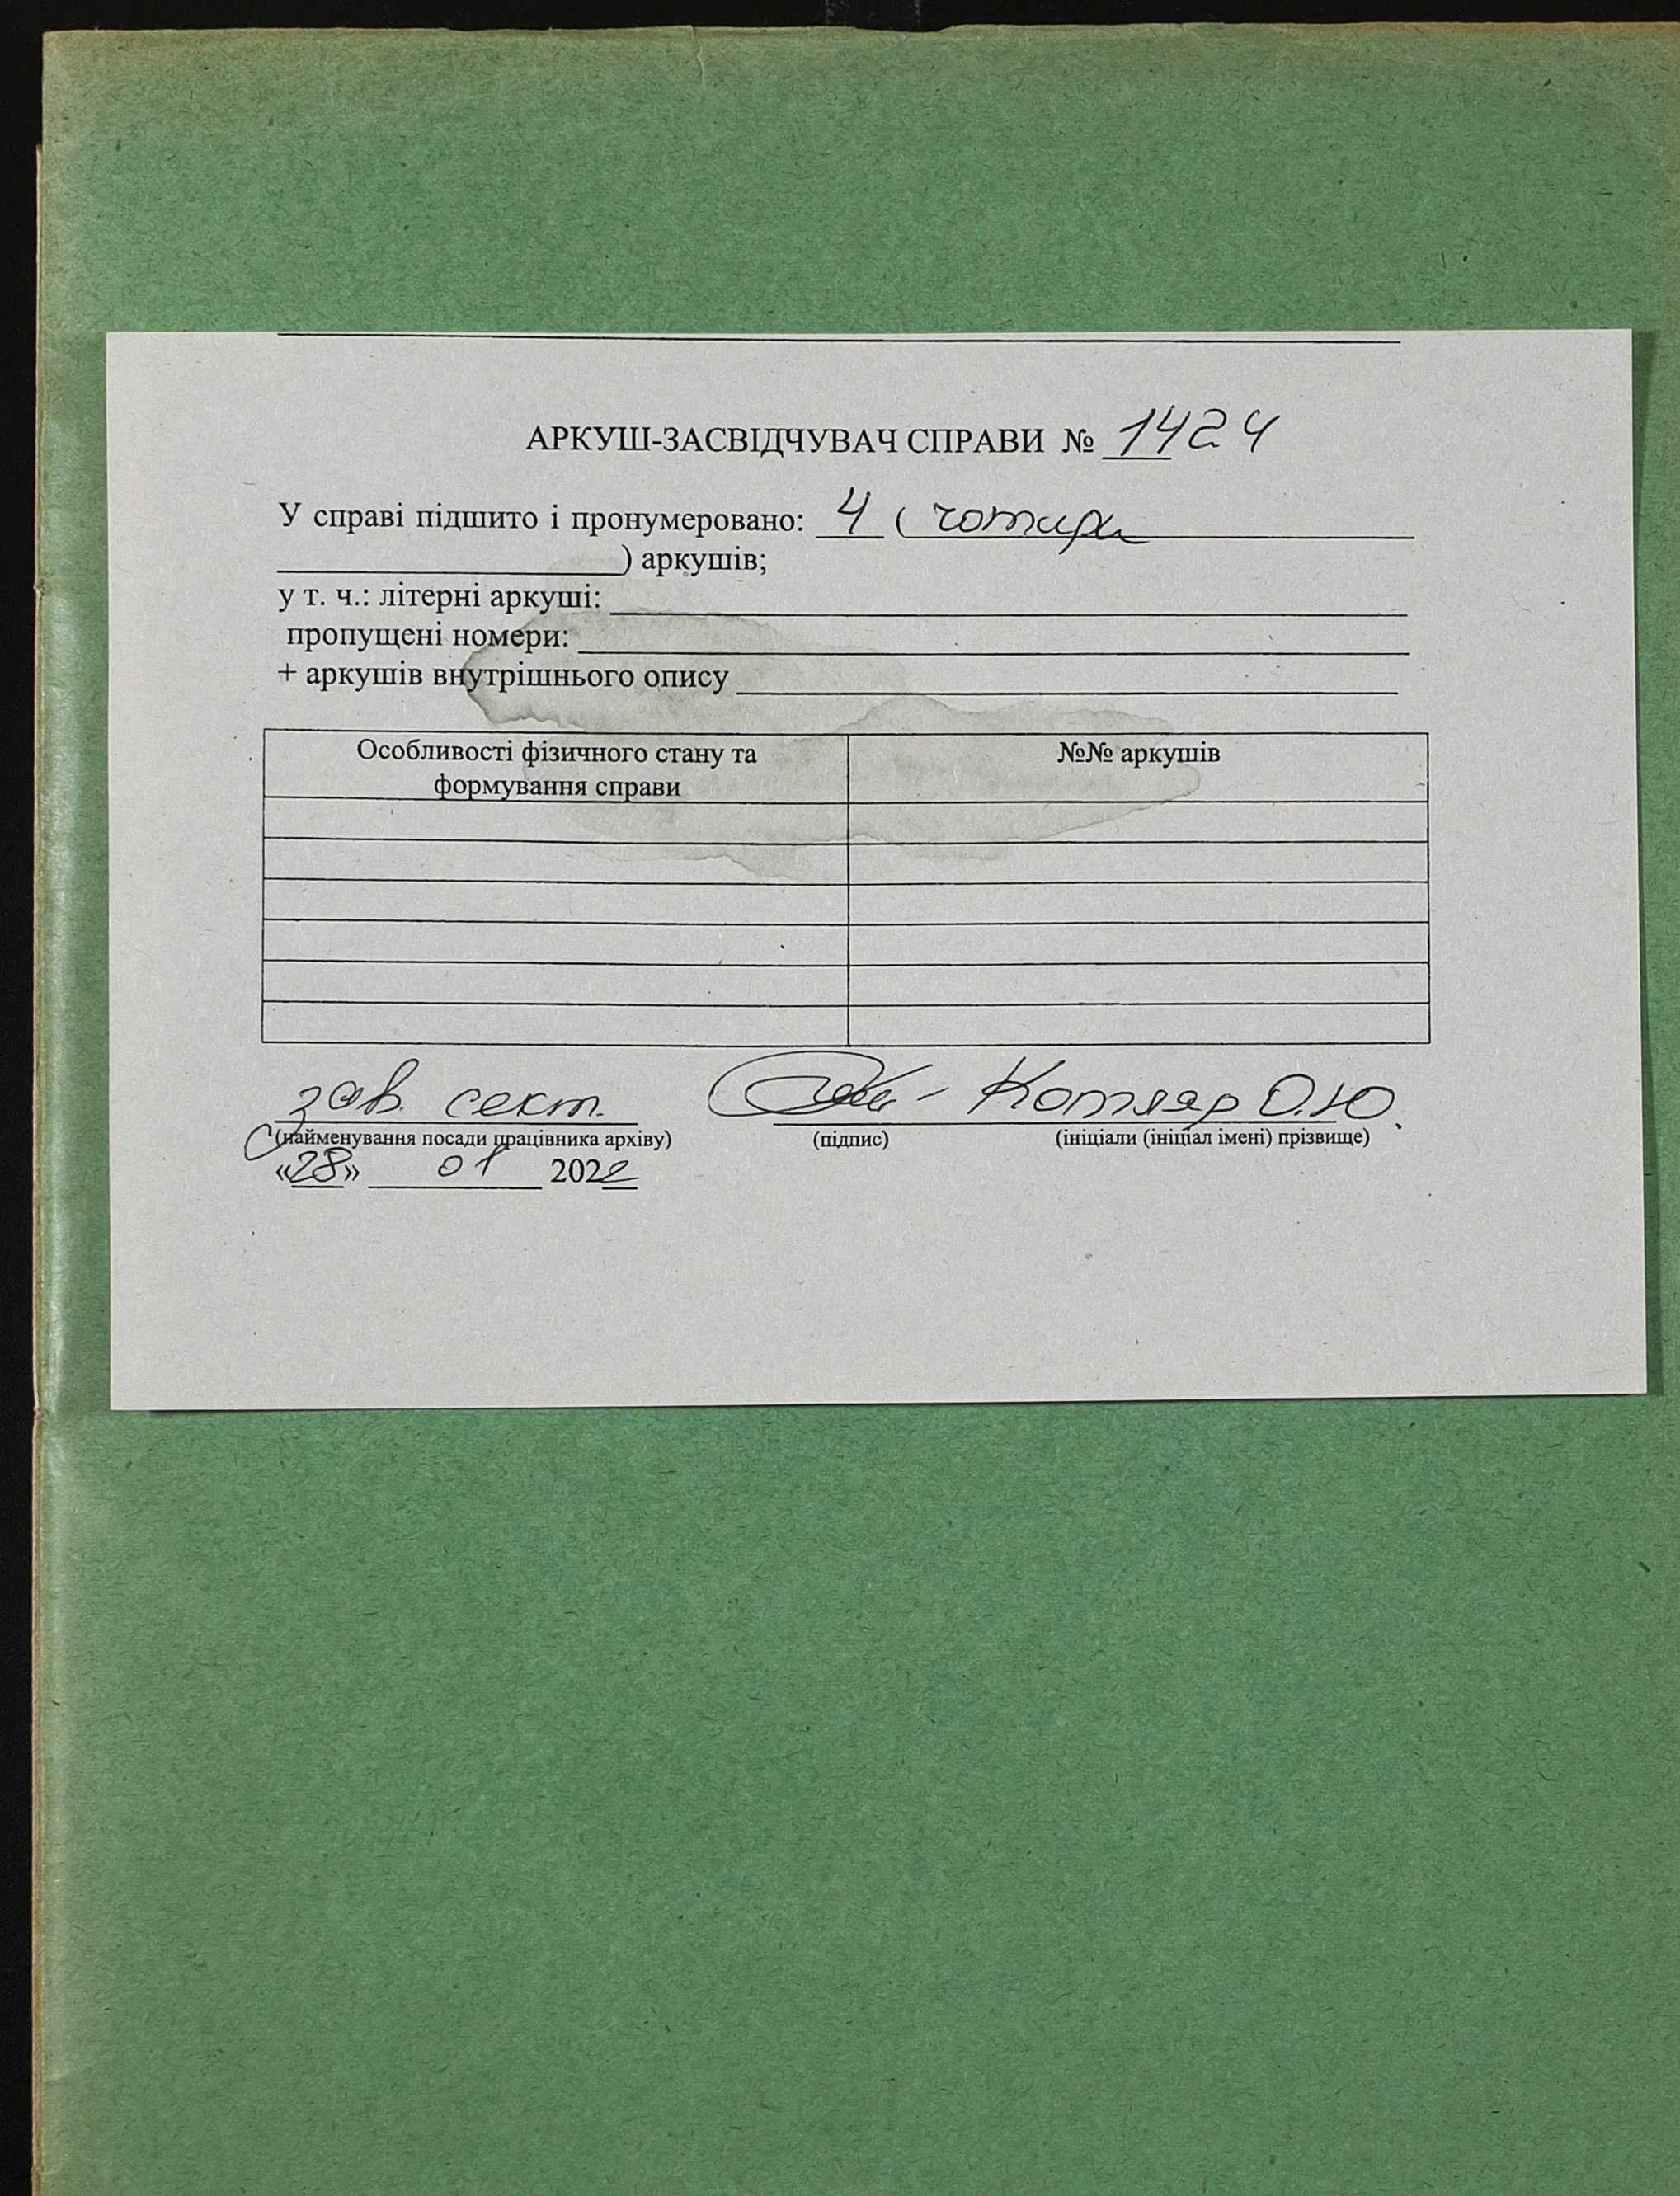 АРКУШ-ЗАСВІДЧУВАЧ СПРАВИ № 1424
У справі підшито і пронумеровано: 4 ( чотири
) аркушів;
у т. ч.: літерні аркуші:
пропущені номери:
+ аркушів внутрішнього опису
Особливості фізичного стану та формування справи
№№ аркушів
зав. сект. Котляр О.Ю.
(найменування посади працівника архіву) (підпис) (ініціали (ініціал імені) прізвище)
«28» 01 2022